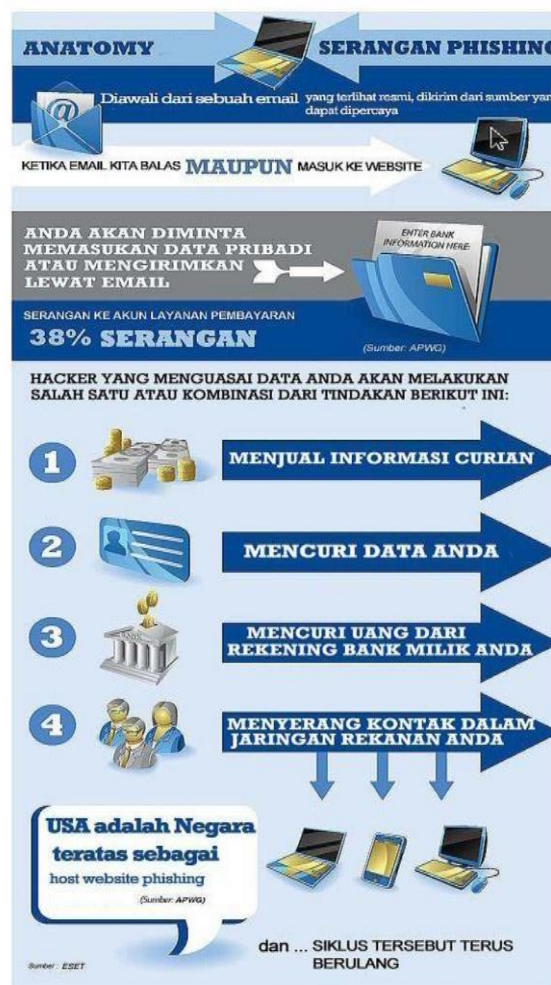 ANATOMY SERANGAN PHISHING
Diawali dari sebuah email yang terlihat resmi, dikirim dari sumber yan
dapat dipercaya
KETIKA EMAIL KITA BALAS MAUPUN MASUK KE WEBSITE
ANDA AKAN DIMINTA
MEMASUKAN DATA PRIBADI
ATAU MENGIRIMKAN
LEWAT EMAIL
ENTER BANK
INFORMATION HERE:
SERANGAN KE AKUN LAYANAN PEMBAYARAN
38% SERANGAN
(Sumber: APWG)
HACKER YANG MENGUASAI DATA ANDA AKAN MELAKUKAN
SALAH SATU ATAU KOMBINASI DARI TINDAKAN BERIKUT INI:
1 MENJUAL INFORMASI CURIAN
2 MENCURI DATA ANDA
3 MENCURI UANG DARI
REKENING BANK MILIK ANDA
4 MENYERANG KONTAK DALAM
JARINGAN REKANAN ANDA
USA adalah Negara
teratas sebagai
host website phishing
(Sumber: APWG)
dan ... SIKLUS TERSEBUT TERUS
BERULANG
Sumber : ESET